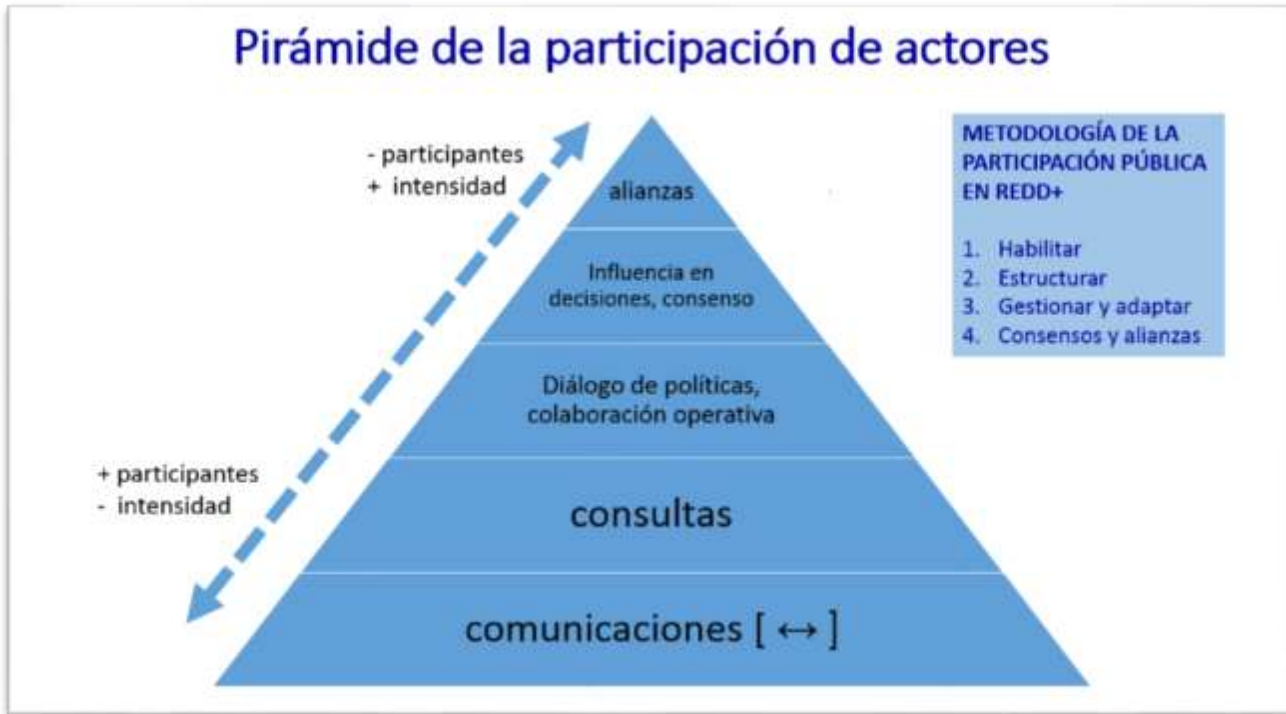 Pirámide de la participación de actores
- participantes
+ intensidad
alianzas
Influencia en
decisiones, consenso
Diálogo de políticas,
colaboración operativa
+ participantes
- intensidad
consultas
comunicaciones [ ↔ ]
METODOLOGÍA DE LA
PARTICIPACIÓN PÚBLICA
EN REDD+
1. Habilitar
2. Estructurar
3. Gestionar y adaptar
4. Consensos y alianzas